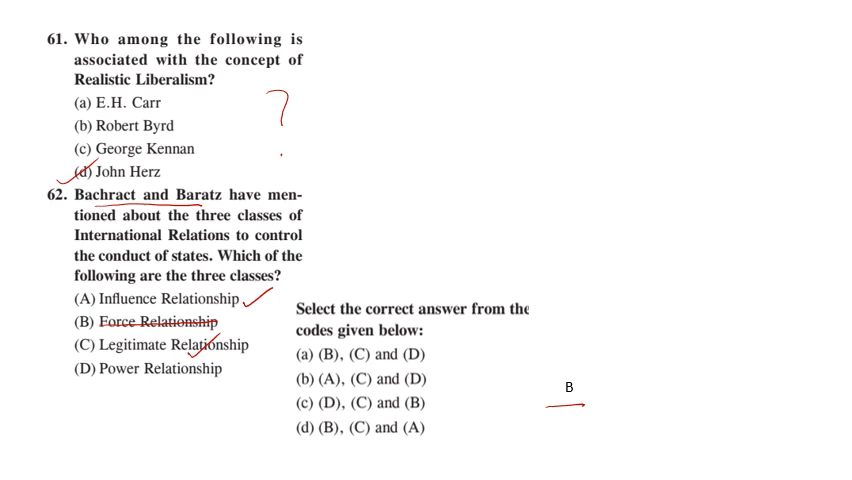 61. Who among the following is
associated with the concept of
Realistic Liberalism?
(a) E.H. Carr
(b) Robert Byrd
(c) George Kennan
(d) John Herz
?
62. Bachract and Baratz have men-
tioned about the three classes of
International Relations to control
the conduct of states. Which of the
following are the three classes?
(A) Influence Relationship
(B) Force Relationship
(C) Legitimate Relationship
(D) Power Relationship
Select the correct answer from the
codes given below:
(a) (B), (C) and (D)
(b) (A), (C) and (D)
(c) (D), (C) and (B)
(d) (B), (C) and (A)
B